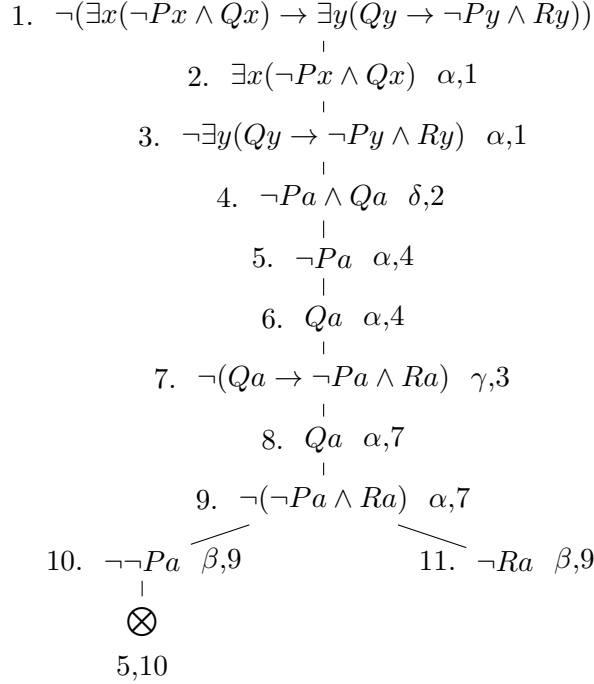 1. ¬(∃x(¬Px ∧ Qx) → ∃y(Qy → ¬Py ∧ Ry))
2. ∃x(¬Px ∧ Qx) α,1
3. ¬∃y(Qy → ¬Py ∧ Ry) α,1
4. ¬Pa ∧ Qa δ,2
5. ¬Pa α,4
6. Qa α,4
7. ¬(Qa → ¬Pa ∧ Ra) γ,3
8. Qa α,7
9. ¬(¬Pa ∧ Ra) α,7
10. ¬¬Pa β,9 11. ¬Ra β,9
⊗
5,10